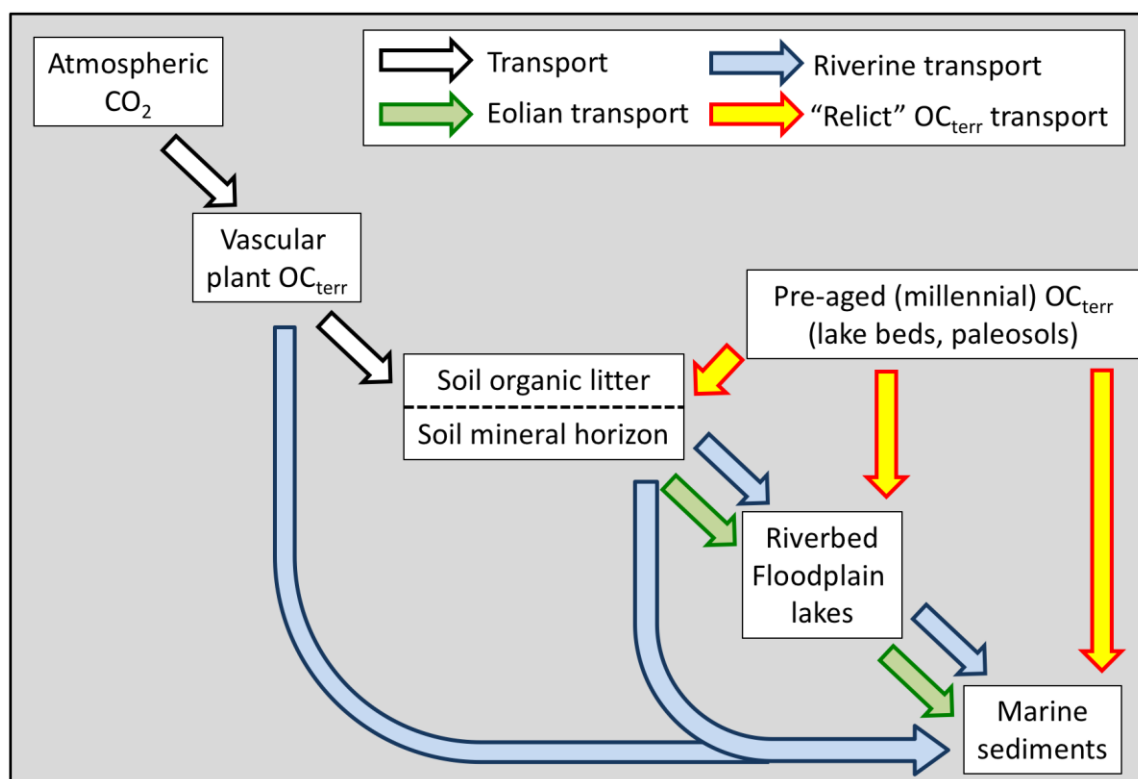 Atmospheric
CO₂
Transport
Riverine transport
Eolian transport
“Relict” OCterr transport
Vascular
plant OCterr
Pre-aged (millennial) OCterr
(lake beds, paleosols)
Soil organic litter
Soil mineral horizon
Riverbed
Floodplain
lakes
Marine
sediments